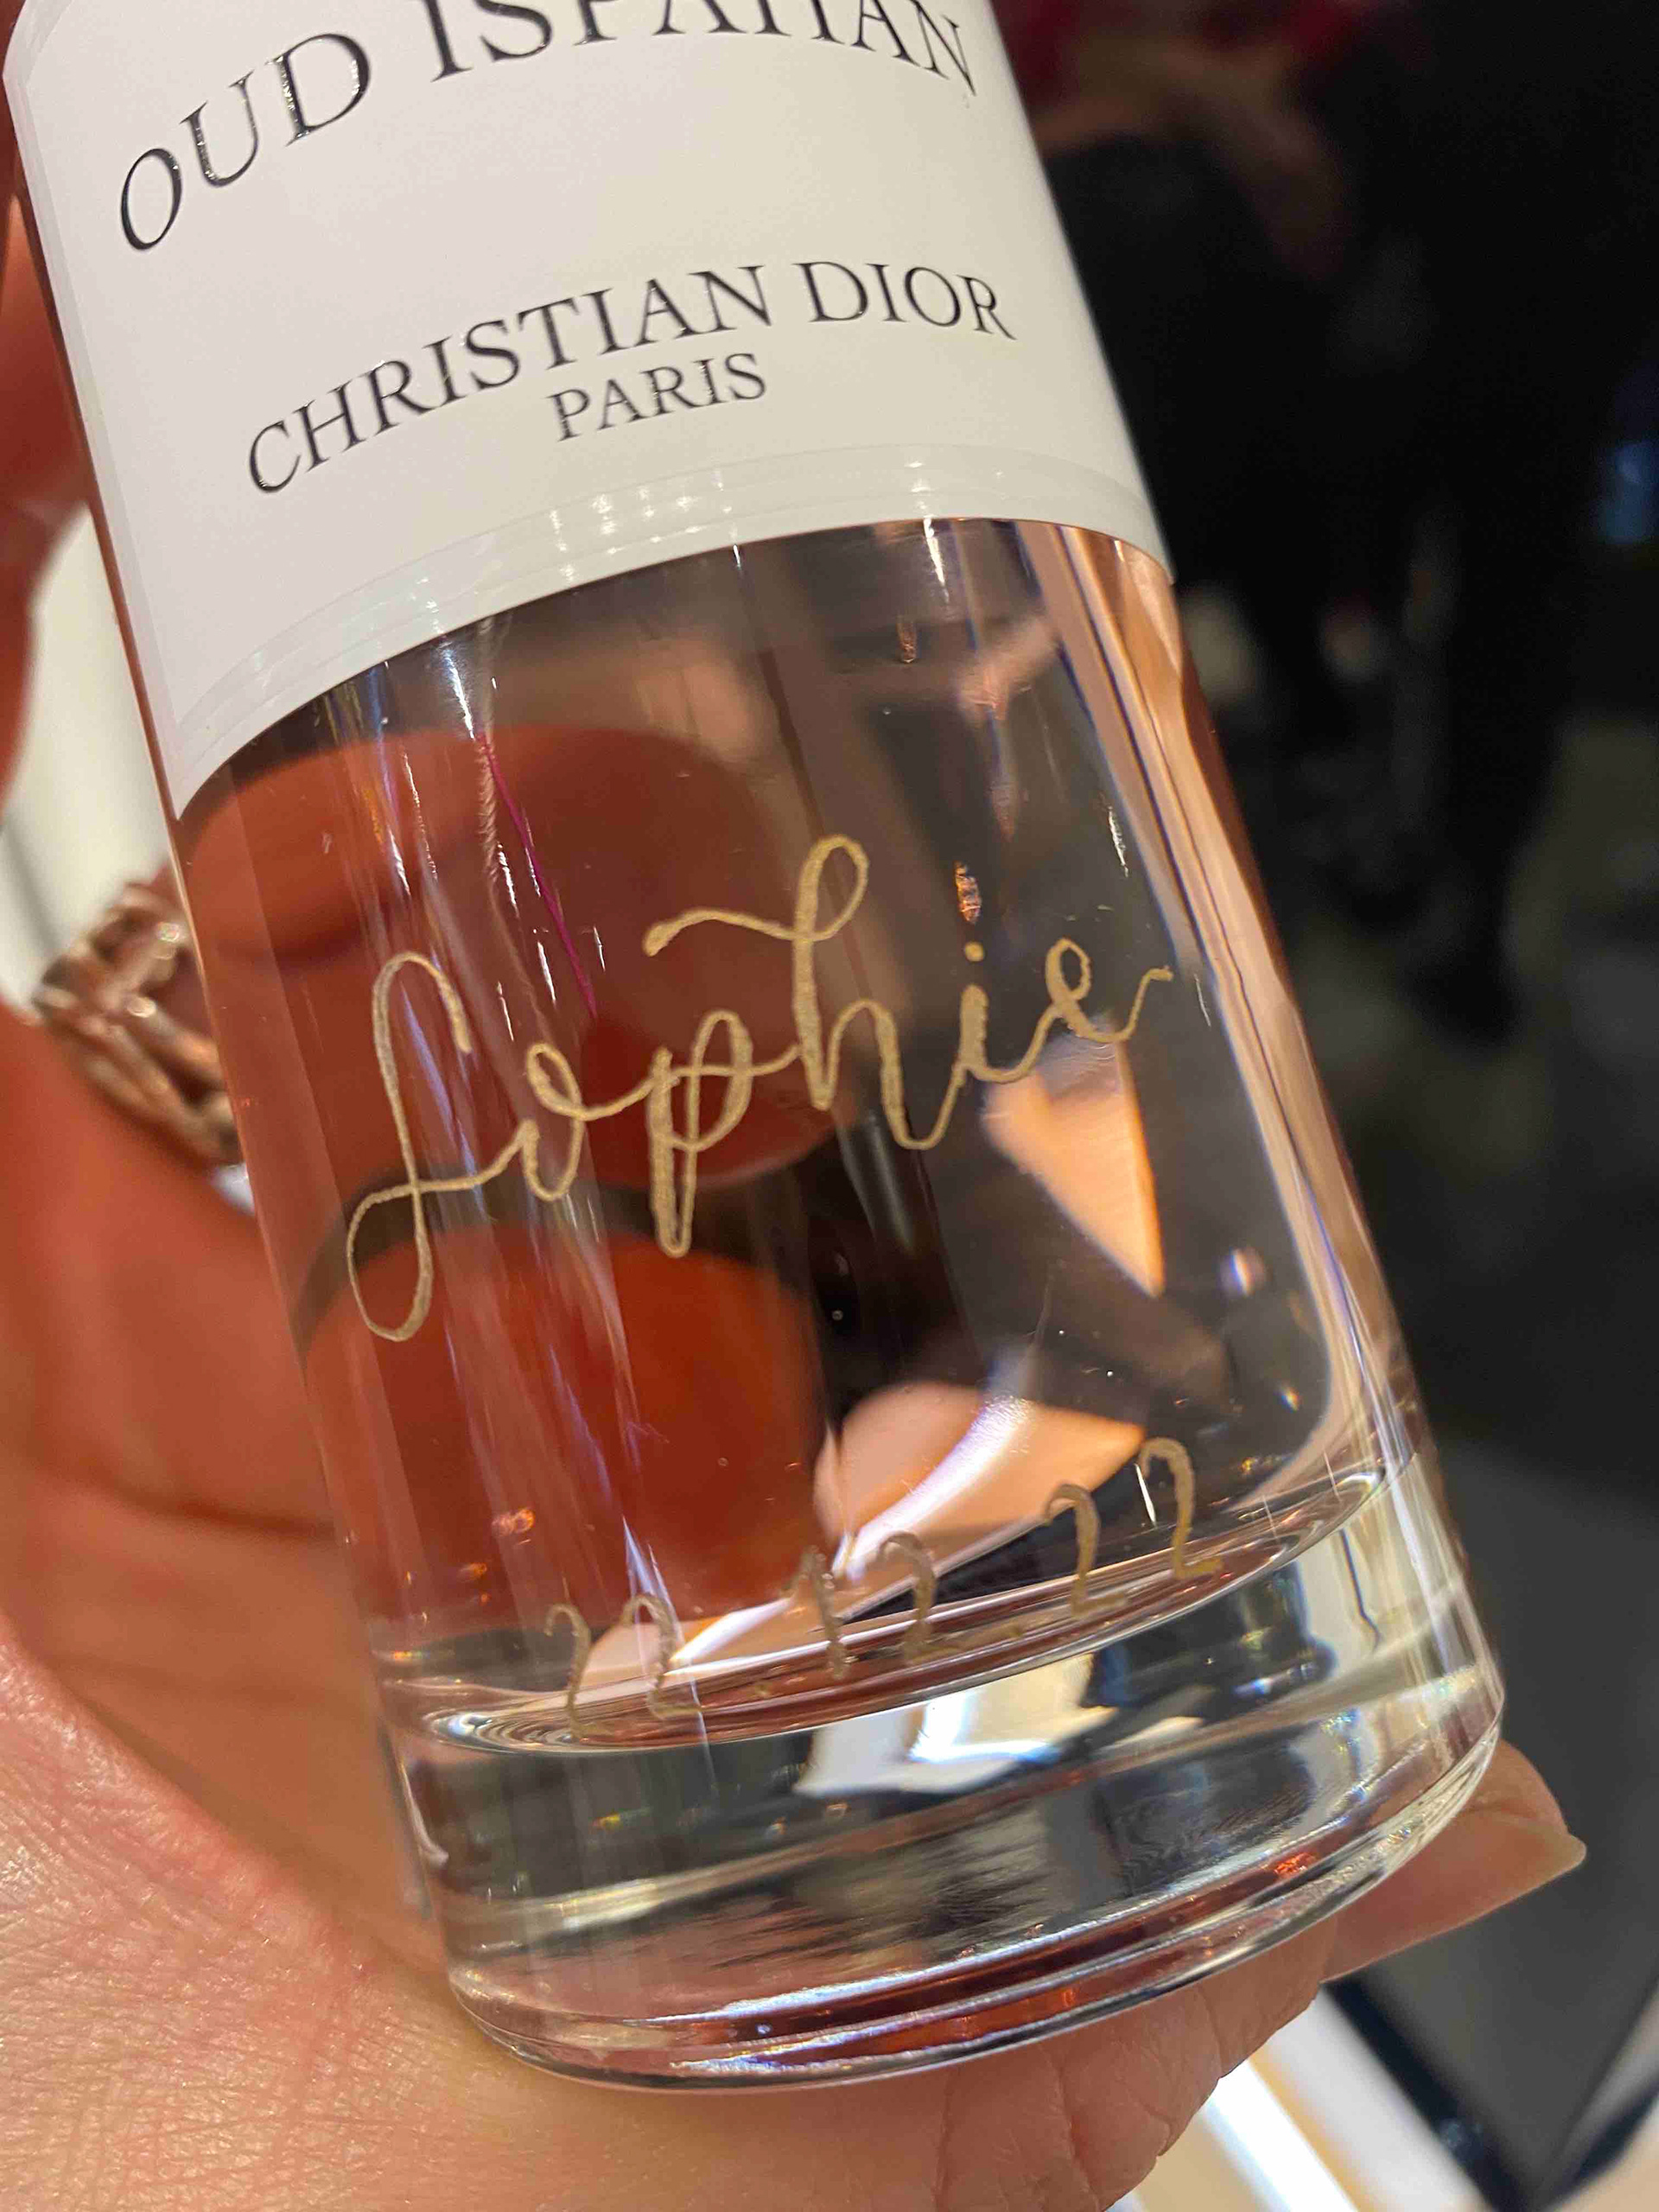 OUD ISPAHAN
CHRISTIAN DIOR
PARIS
Sophie
22.12.22